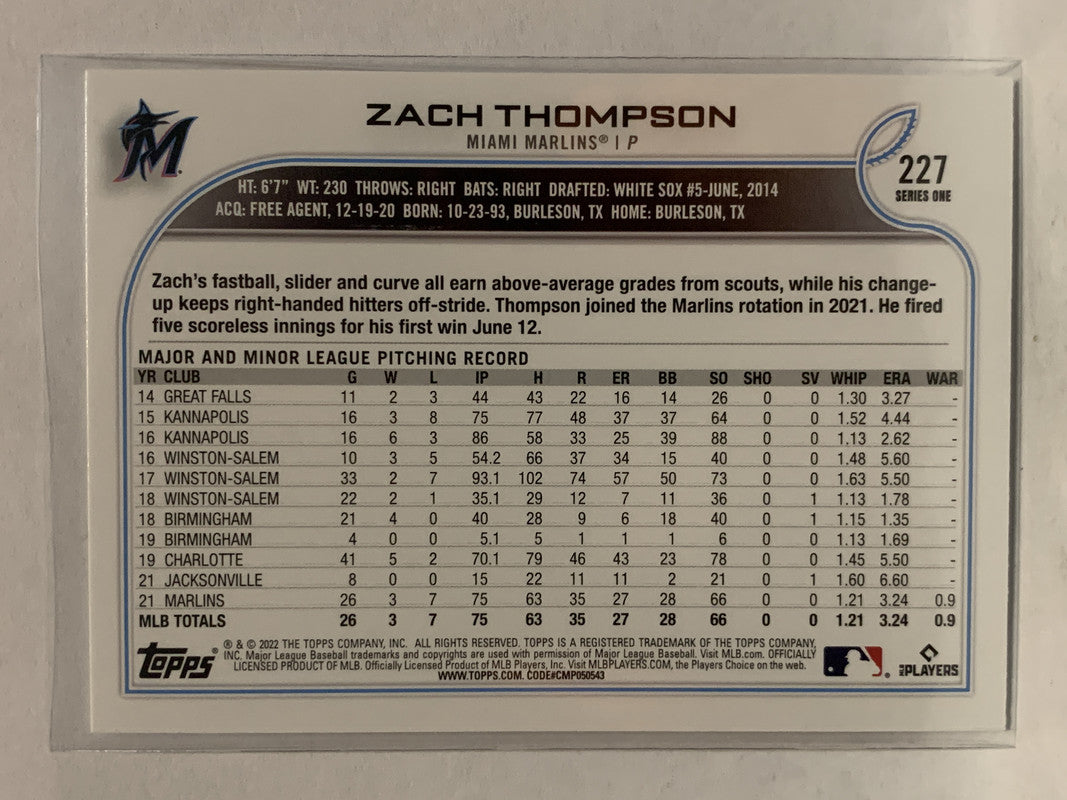 ZACH THOMPSON
MIAMI MARLINS® | P
M
227
SERIES ONE
HT: 6'7" WT: 230 THROWS: RIGHT BATS: RIGHT DRAFTED: WHITE SOX #5-JUNE, 2014
ACQ: FREE AGENT, 12-19-20 BORN: 10-23-93, BURLESON, TX HOME: BURLESON, TX
Zach's fastball, slider and curve all earn above-average grades from scouts, while his change-
up keeps right-handed hitters off-stride. Thompson joined the Marlins rotation in 2021. He fired
five scoreless innings for his first win June 12.
MAJOR AND MINOR LEAGUE PITCHING RECORD
YR CLUB G W L IP H R ER BB SO SHO SV WHIP ERA WAR
14 GREAT FALLS 11 2 3 44 43 22 16 14 26 0 0 1.30 3.27 -
15 KANNAPOLIS 16 3 8 75 77 48 37 37 64 0 0 1.52 4.44 -
16 KANNAPOLIS 16 6 3 86 58 33 25 39 88 0 0 1.13 2.62 -
16 WINSTON-SALEM 10 3 5 54.2 66 37 34 15 40 0 0 1.48 5.60 -
17 WINSTON-SALEM 33 2 7 93.1 102 74 57 50 73 0 0 1.63 5.50 -
18 WINSTON-SALEM 22 2 1 35.1 29 12 7 11 36 0 1 1.13 1.78 -
18 BIRMINGHAM 21 4 0 40 28 9 6 18 40 0 1 1.15 1.35 -
19 BIRMINGHAM 4 0 0 5.1 5 1 1 1 6 0 0 1.13 1.69 -
19 CHARLOTTE 41 5 2 70.1 79 46 43 23 78 0 0 1.45 5.50 -
21 JACKSONVILLE 8 0 0 15 22 11 11 2 21 0 1 1.60 6.60 -
21 MARLINS 26 3 7 75 63 35 27 28 66 0 0 1.21 3.24 0.9
MLB TOTALS 26 3 7 75 63 35 27 28 66 0 0 1.21 3.24 0.9
Topps®
® & © 2022 THE TOPPS COMPANY, INC. ALL RIGHTS RESERVED. TOPPS IS A REGISTERED TRADEMARK OF THE TOPPS COMPANY,
INC. Major League Baseball trademarks and copyrights are used with permission of Major League Baseball. Visit MLB.com. OFFICIALLY
LICENSED PRODUCT OF MLB. Officially Licensed Product of MLB Players, Inc. Visit MLBPLAYERS.COM, the Players Choice on the web.
WWW.TOPPS.COM. CODE#CMP050543
MLB PLAYERS